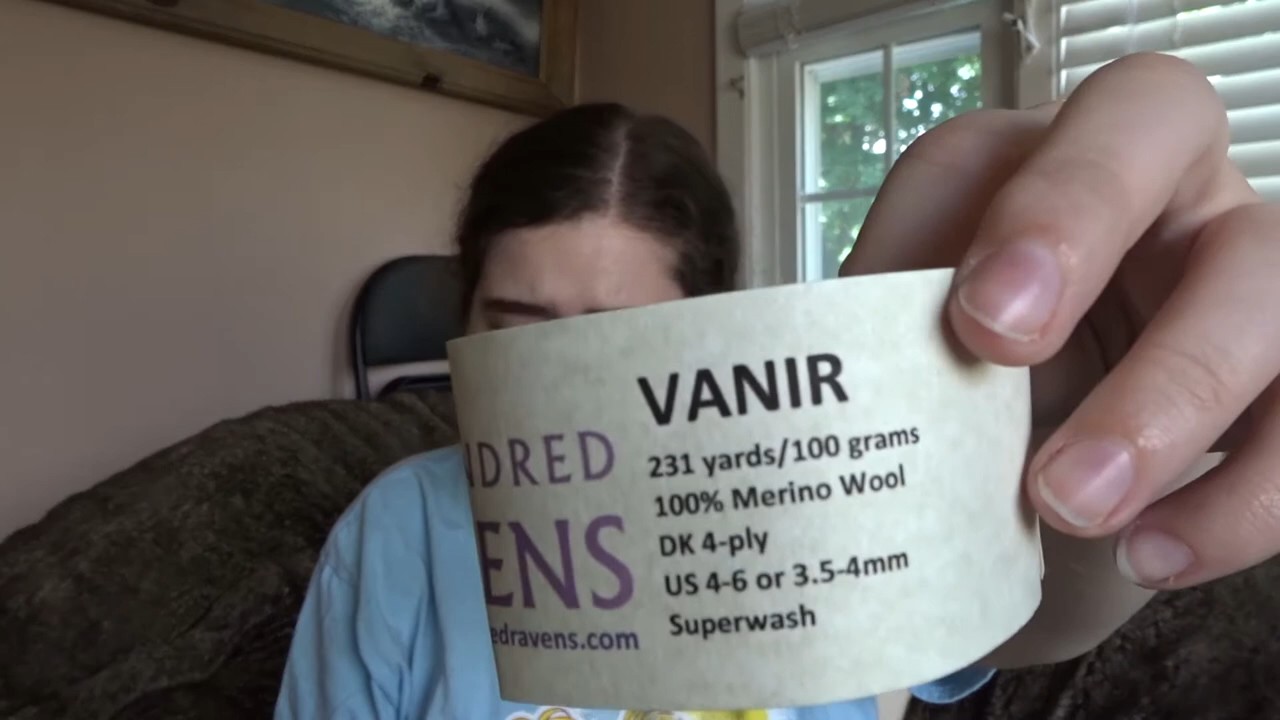 NDRED
ENS
edravens.com
VANIR
231 yards/100 grams
100% Merino Wool
DK 4-ply
US 4-6 or 3.5-4mm
Superwash